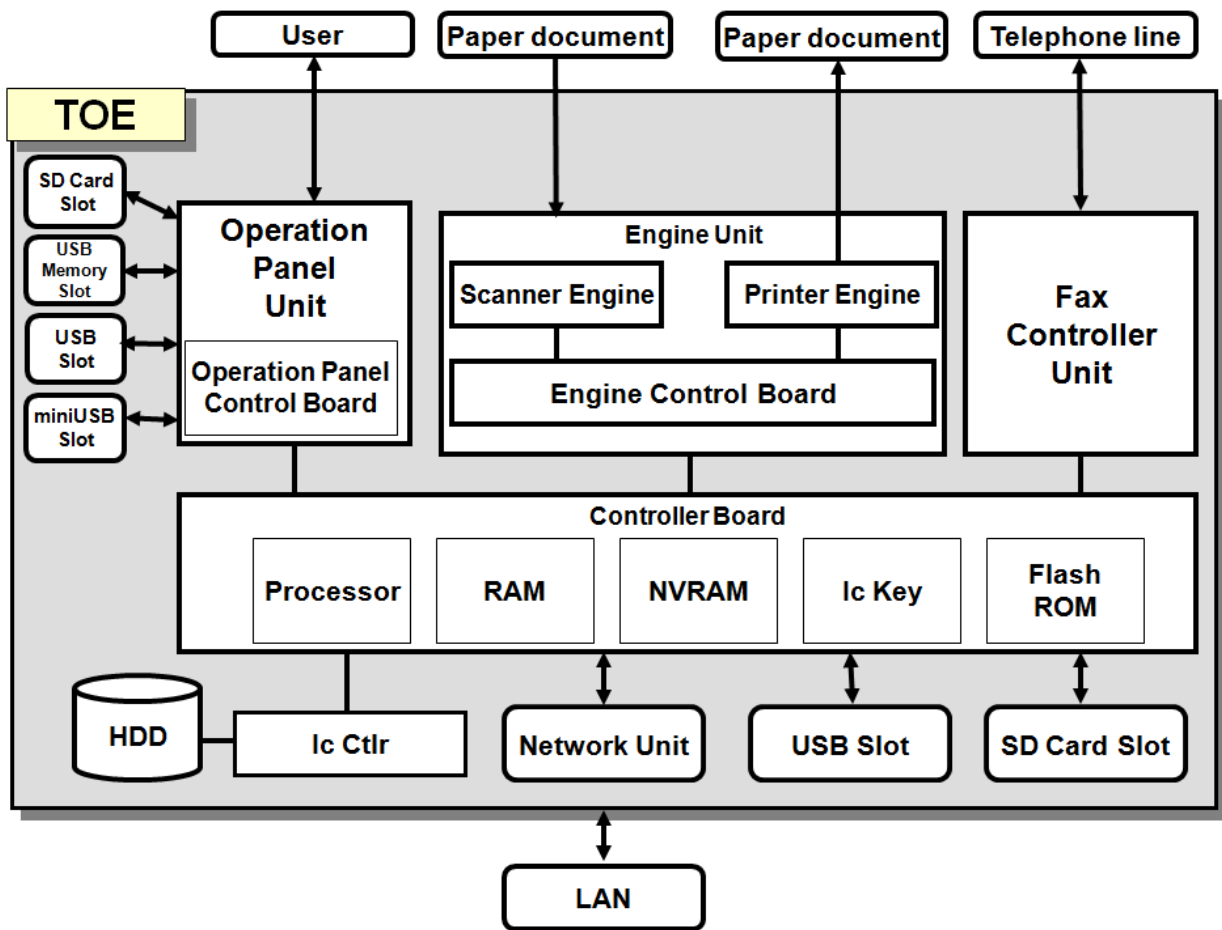 User
Paper document
Paper document
Telephone line
TOE
SD Card
Slot
USB
Memory
Slot
USB
Slot
miniUSB
Slot
Operation
Panel
Unit
Operation Panel
Control Board
Engine Unit
Scanner Engine
Printer Engine
Engine Control Board
Fax
Controller
Unit
Controller Board
Processor
RAM
NVRAM
Ic Key
Flash
ROM
HDD
Ic Ctlr
Network Unit
USB Slot
SD Card Slot
LAN